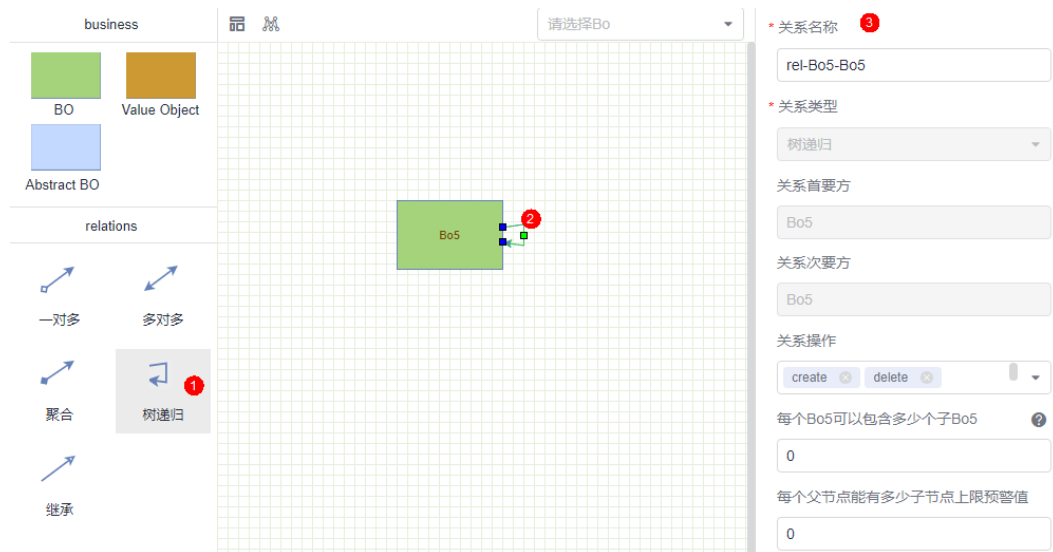 business
BO
Value Object
Abstract BO
relations
一对多
多对多
聚合
树递归
1
继承
请选择Bo
Bo5
2
* 关系名称
3
rel-Bo5-Bo5
* 关系类型
树递归
关系首要方
Bo5
关系次要方
Bo5
关系操作
create
delete
每个Bo5可以包含多少个子Bo5
?
0
每个父节点能有多少子节点上限预警值
0